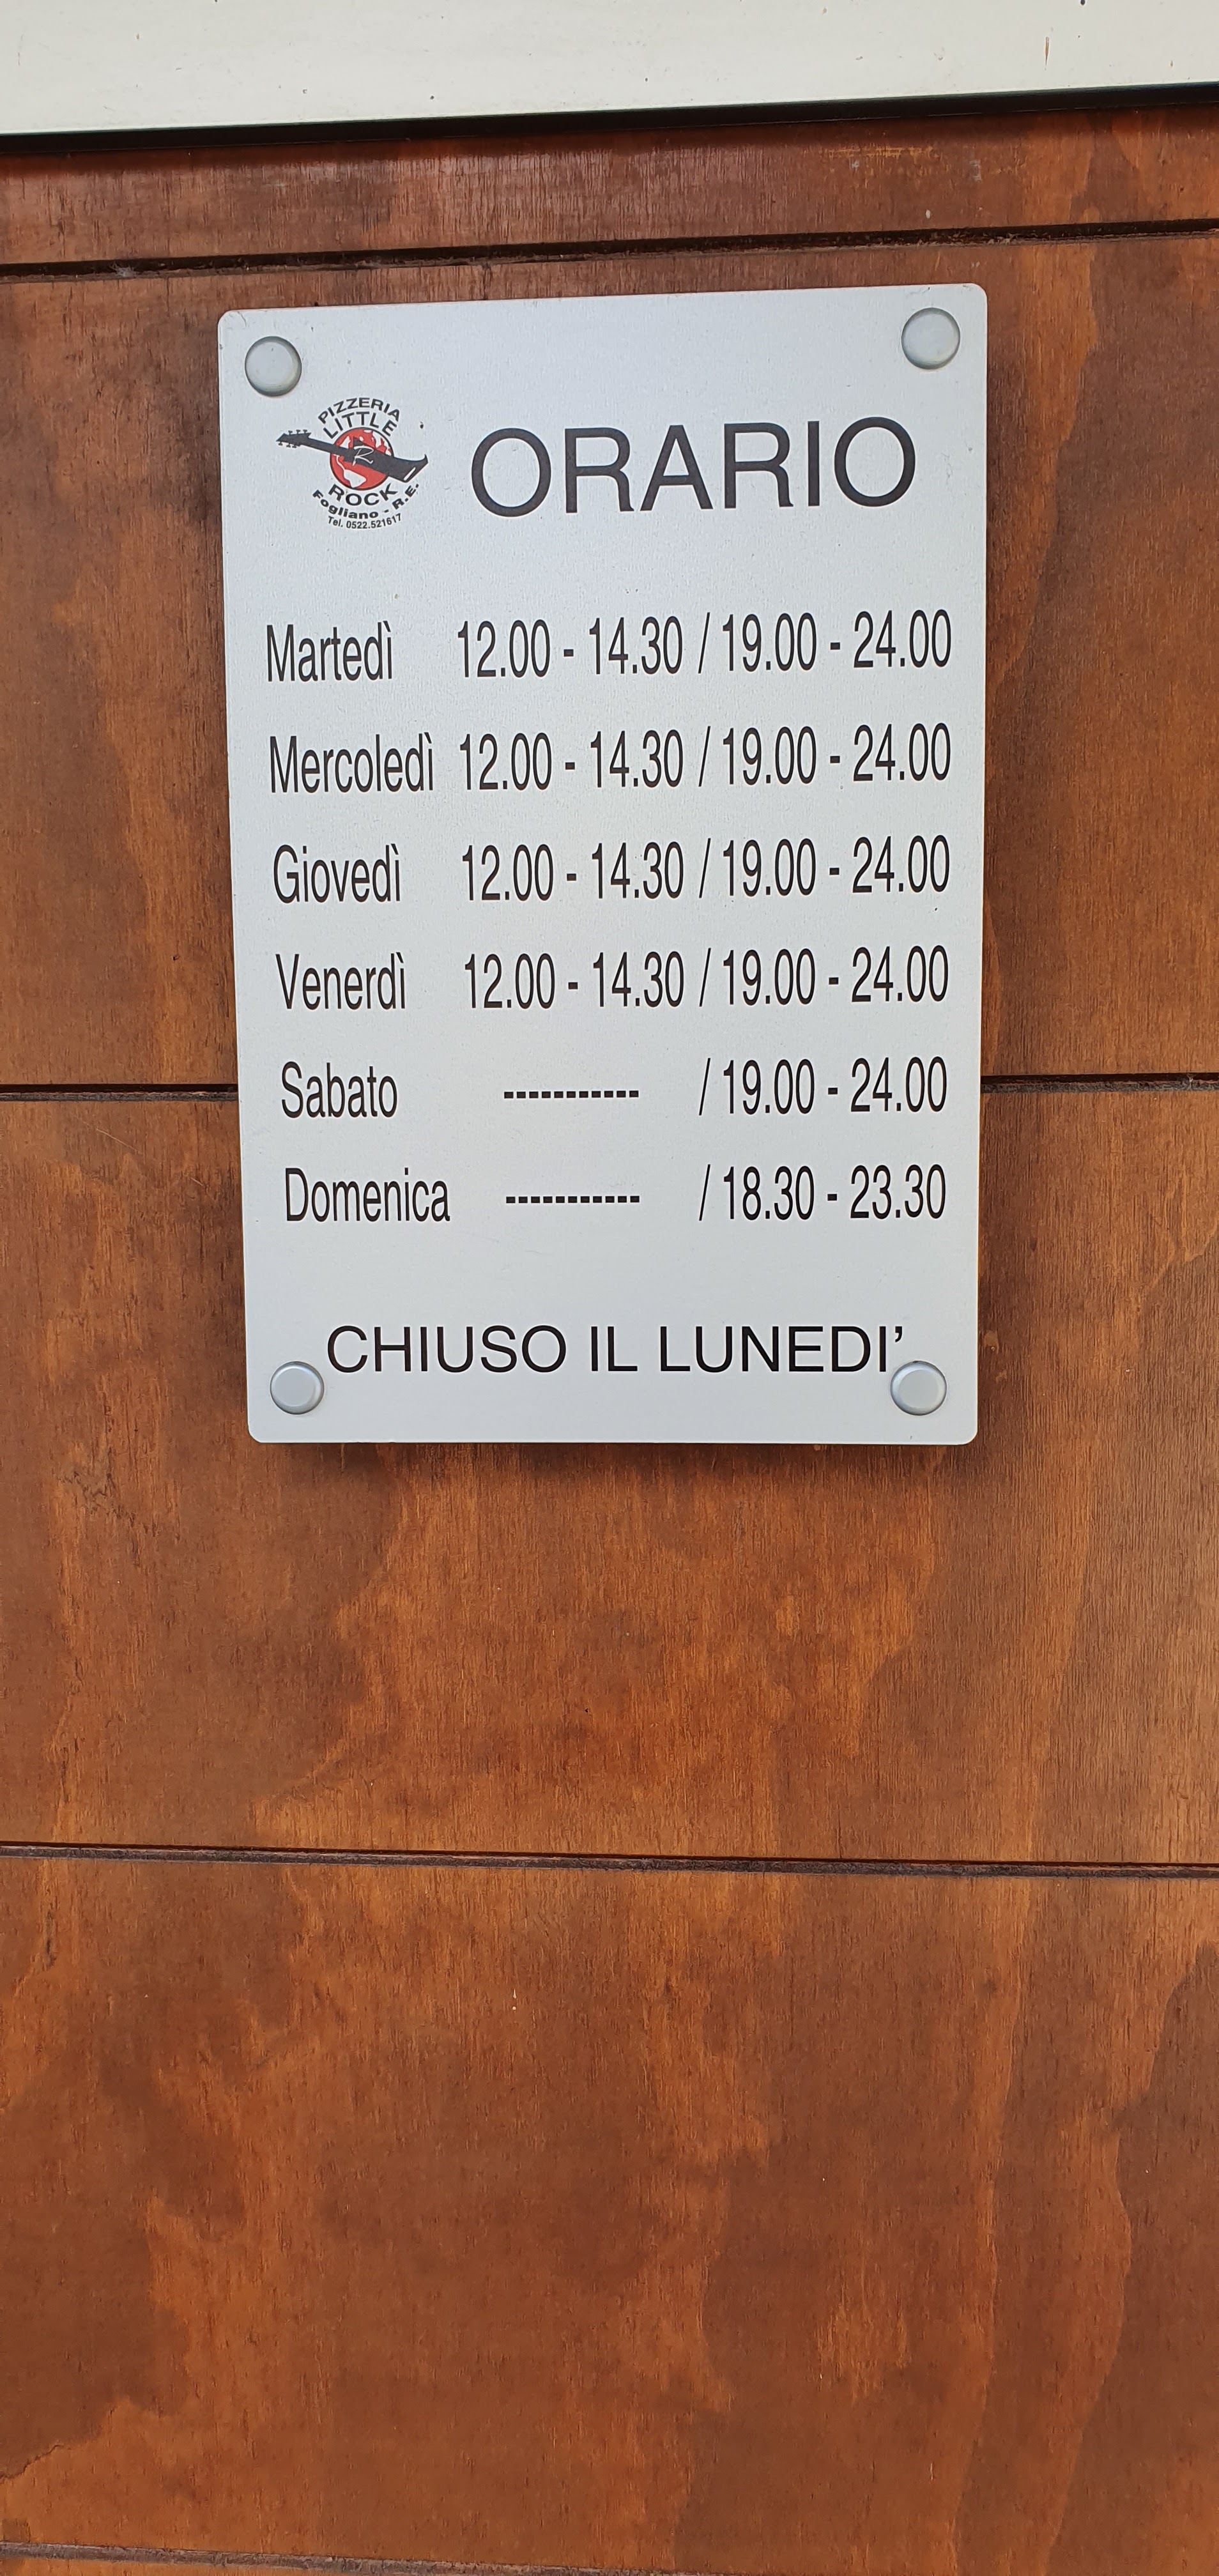 PIZZERIA
LITTLE
R
ROCK
Fogliano - R.E.
Tel. 0522.521617
ORARIO
Martedì 12.00 - 14.30 / 19.00 - 24.00
Mercoledì 12.00 - 14.30 / 19.00 - 24.00
Giovedì 12.00 - 14.30 / 19.00 - 24.00
Venerdì 12.00 - 14.30 / 19.00 - 24.00
Sabato ----------- / 19.00 - 24.00
Domenica ----------- / 18.30 - 23.30
CHIUSO IL LUNEDI’